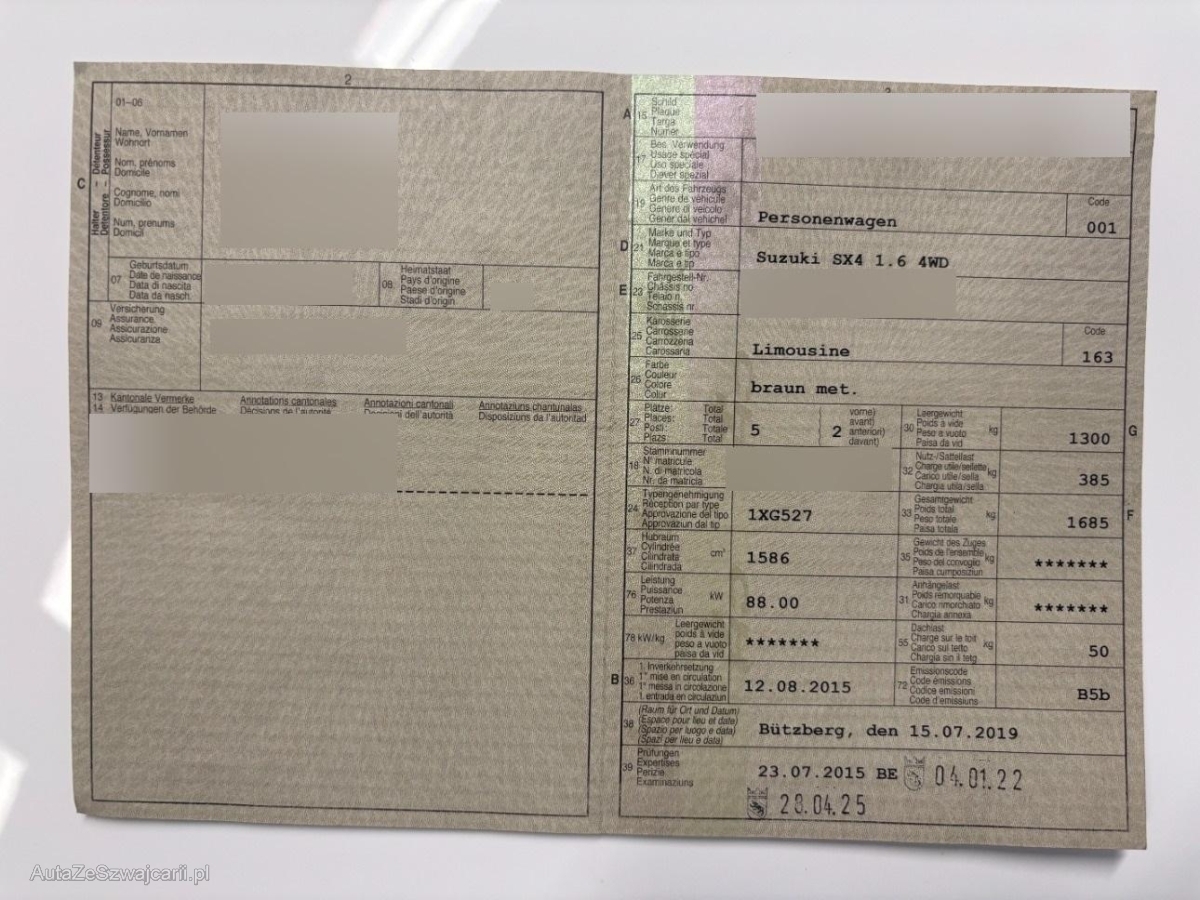 2
01–06
Name, Vornamen
Wohnort
Nom, prénoms
Domicile
Cognome, nomi
Domicilio
Num, prenums
Domicil
C
Halter – Détenteur
Detentore – Possessur
07
Geburtsdatum
Date de naissance
Data di nascita
Data da nasch.
08
Heimatstaat
Pays d'origine
Paese d'origine
Stadi d'origin
09
Versicherung
Assurance
Assicurazione
Assicuranza
13 Kantonale Vermerke Annotations cantonales Annotazioni cantonali Annotaziuns chantunalas
14 Verfügungen der Behörde Décisions de l'autorité dell'autorità Disposiziuns da l'autoritad
A
15
Schild
Plaque
Targa
Numer
17
Bes. Verwendung
Usage spécial
Uso speciale
Diever spezial
19
Art des Fahrzeugs
Genre de véhicule
Genere di veicolo
Gener dal vehichel
Personenwagen
Code
001
D
21
Marke und Typ
Marque et type
Marca e tipo
Marca e tip
Suzuki SX4 1.6 4WD
E
23
Fahrgestell-Nr.
Châssis no
Telaio n.
Schassis nr.
25
Karosserie
Carrosserie
Carrozzeria
Carossaria
Limousine
Code
163
26
Farbe
Couleur
Colore
Colur
braun met.
27
Plätze: Total
Places: Total
Posti: Totale
Plazs: Total
5
2
vorne)
avant)
anteriori)
davant)
30
Leergewicht
Poids à vide
Peso a vuoto
Paisa da vid
kg
1300
G
18
Stammnummer
N° matricule
N. di matricola
Nr. da matricla
32
Nutz-/Sattellast
Charge utile/sellette
Carico utile/sella
Chargia utila/sella
kg
385
24
Typengenehmigung
Réception par type
Approvazione del tipo
Approvaziun dal tip
1XG527
33
Gesamtgewicht
Poids total
Peso totale
Paisa totala
kg
1685
F
37
Hubraum
Cylindrée
Cilindrata
Cilindrada
cm³
1586
35
Gewicht des Zuges
Poids de l'ensemble
Peso del convoglio
Paisa cumposiziun
kg
*******
76
Leistung
Puissance
Potenza
Prestaziun
kW
88.00
31
Anhängelast
Poids remorquable
Carico rimorchiato
Chargia annexa
kg
*******
78 kW/kg
Leergewicht
poids à vide
peso a vuoto
paisa da vid
*******
55
Dachlast
Charge sur le toit
Carico sul tetto
Chargia sin il tetg
kg
50
B
36
1. Inverkehrsetzung
1re mise en circulation
1a messa in circolazione
1. entrada en circulaziun
12.08.2015
72
Emissionscode
Code émissions
Codice emissioni
Code d'emissiuns
B5b
38
(Raum für Ort und Datum)
(Espace pour lieu et date)
(Spazio per luogo e data)
(Spazi per lieu e data)
Bützberg, den 15.07.2019
39
Prüfungen
Expertises
Perizie
Examinaziuns
23.07.2015 BE 04.01.22
28.04.25
AutaZeSzwajcarii.pl